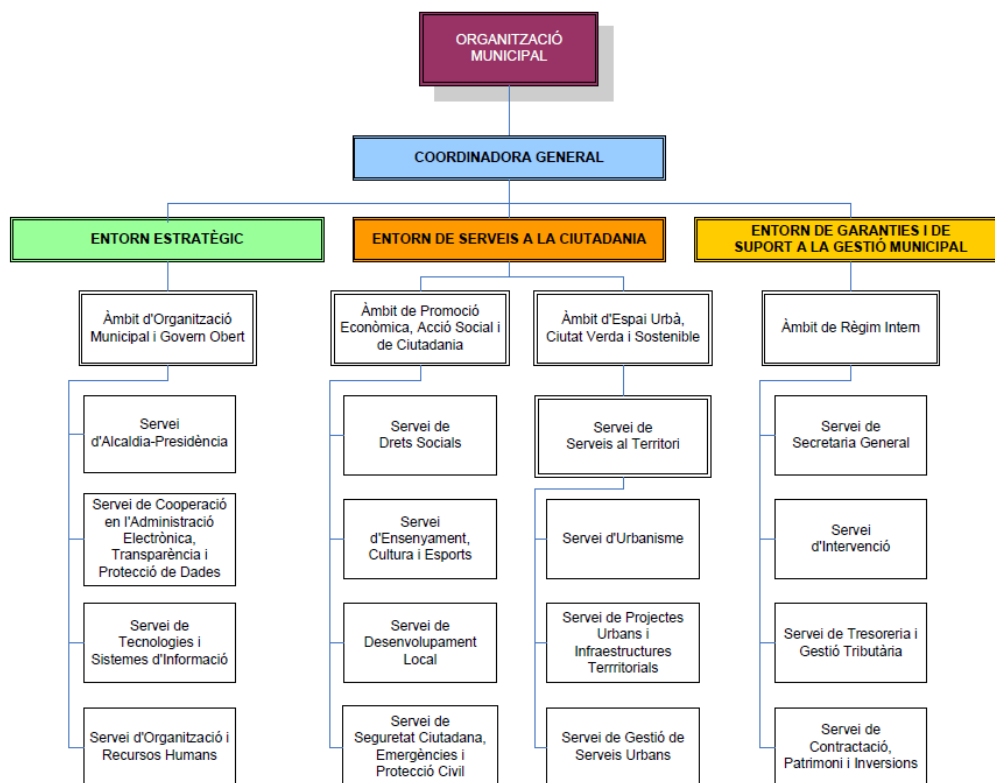 ORGANITZACIÓ
MUNICIPAL
COORDINADORA GENERAL
ENTORN ESTRATÈGIC
ENTORN DE SERVEIS A LA CIUTADANIA
ENTORN DE GARANTIES I DE
SUPORT A LA GESTIÓ MUNICIPAL
Àmbit d'Organització
Municipal i Govern Obert
Àmbit de Promoció
Econòmica, Acció Social i
de Ciutadania
Àmbit d'Espai Urbà,
Ciutat Verda i Sostenible
Àmbit de Règim Intern
Servei
d'Alcaldia-Presidència
Servei de
Drets Socials
Servei de
Serveis al Territori
Servei de
Secretaria General
Servei de Cooperació
en l'Administració
Electrònica,
Transparència i
Protecció de Dades
Servei
d'Ensenyament,
Cultura i Esports
Servei d'Urbanisme
Servei
d'Intervenció
Servei de
Tecnologies i
Sistemes d'Informació
Servei de
Desenvolupament
Local
Servei de Projectes
Urbans i
Infraestructures
Terrritorials
Servei de Tresoreria i
Gestió Tributària
Servei d'Organització i
Recursos Humans
Servei de
Seguretat Ciutadana,
Emergències i
Protecció Civil
Servei de Gestió de
Serveis Urbans
Servei de
Contractació,
Patrimoni i Inversions